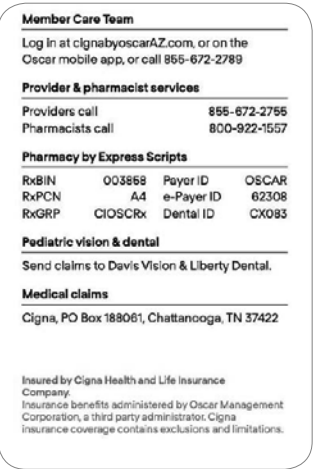 Member Care Team
Log in at cignabyoscarAZ.com, or on the
Oscar mobile app, or call 855-672-2789
Provider & pharmacist services
Providers call 855-672-2755
Pharmacists call 800-922-1557
Pharmacy by Express Scripts
RxBIN 003858 Payer ID OSCAR
RxPCN A4 e-Payer ID 62308
RxGRP CIOSCRx Dental ID CX083
Pediatric vision & dental
Send claims to Davis Vision & Liberty Dental.
Medical claims
Cigna, PO Box 188061, Chattanooga, TN 37422
Insured by Cigna Health and Life Insurance
Company.
Insurance benefits administered by Oscar Management
Corporation, a third party administrator. Cigna
insurance coverage contains exclusions and limitations.